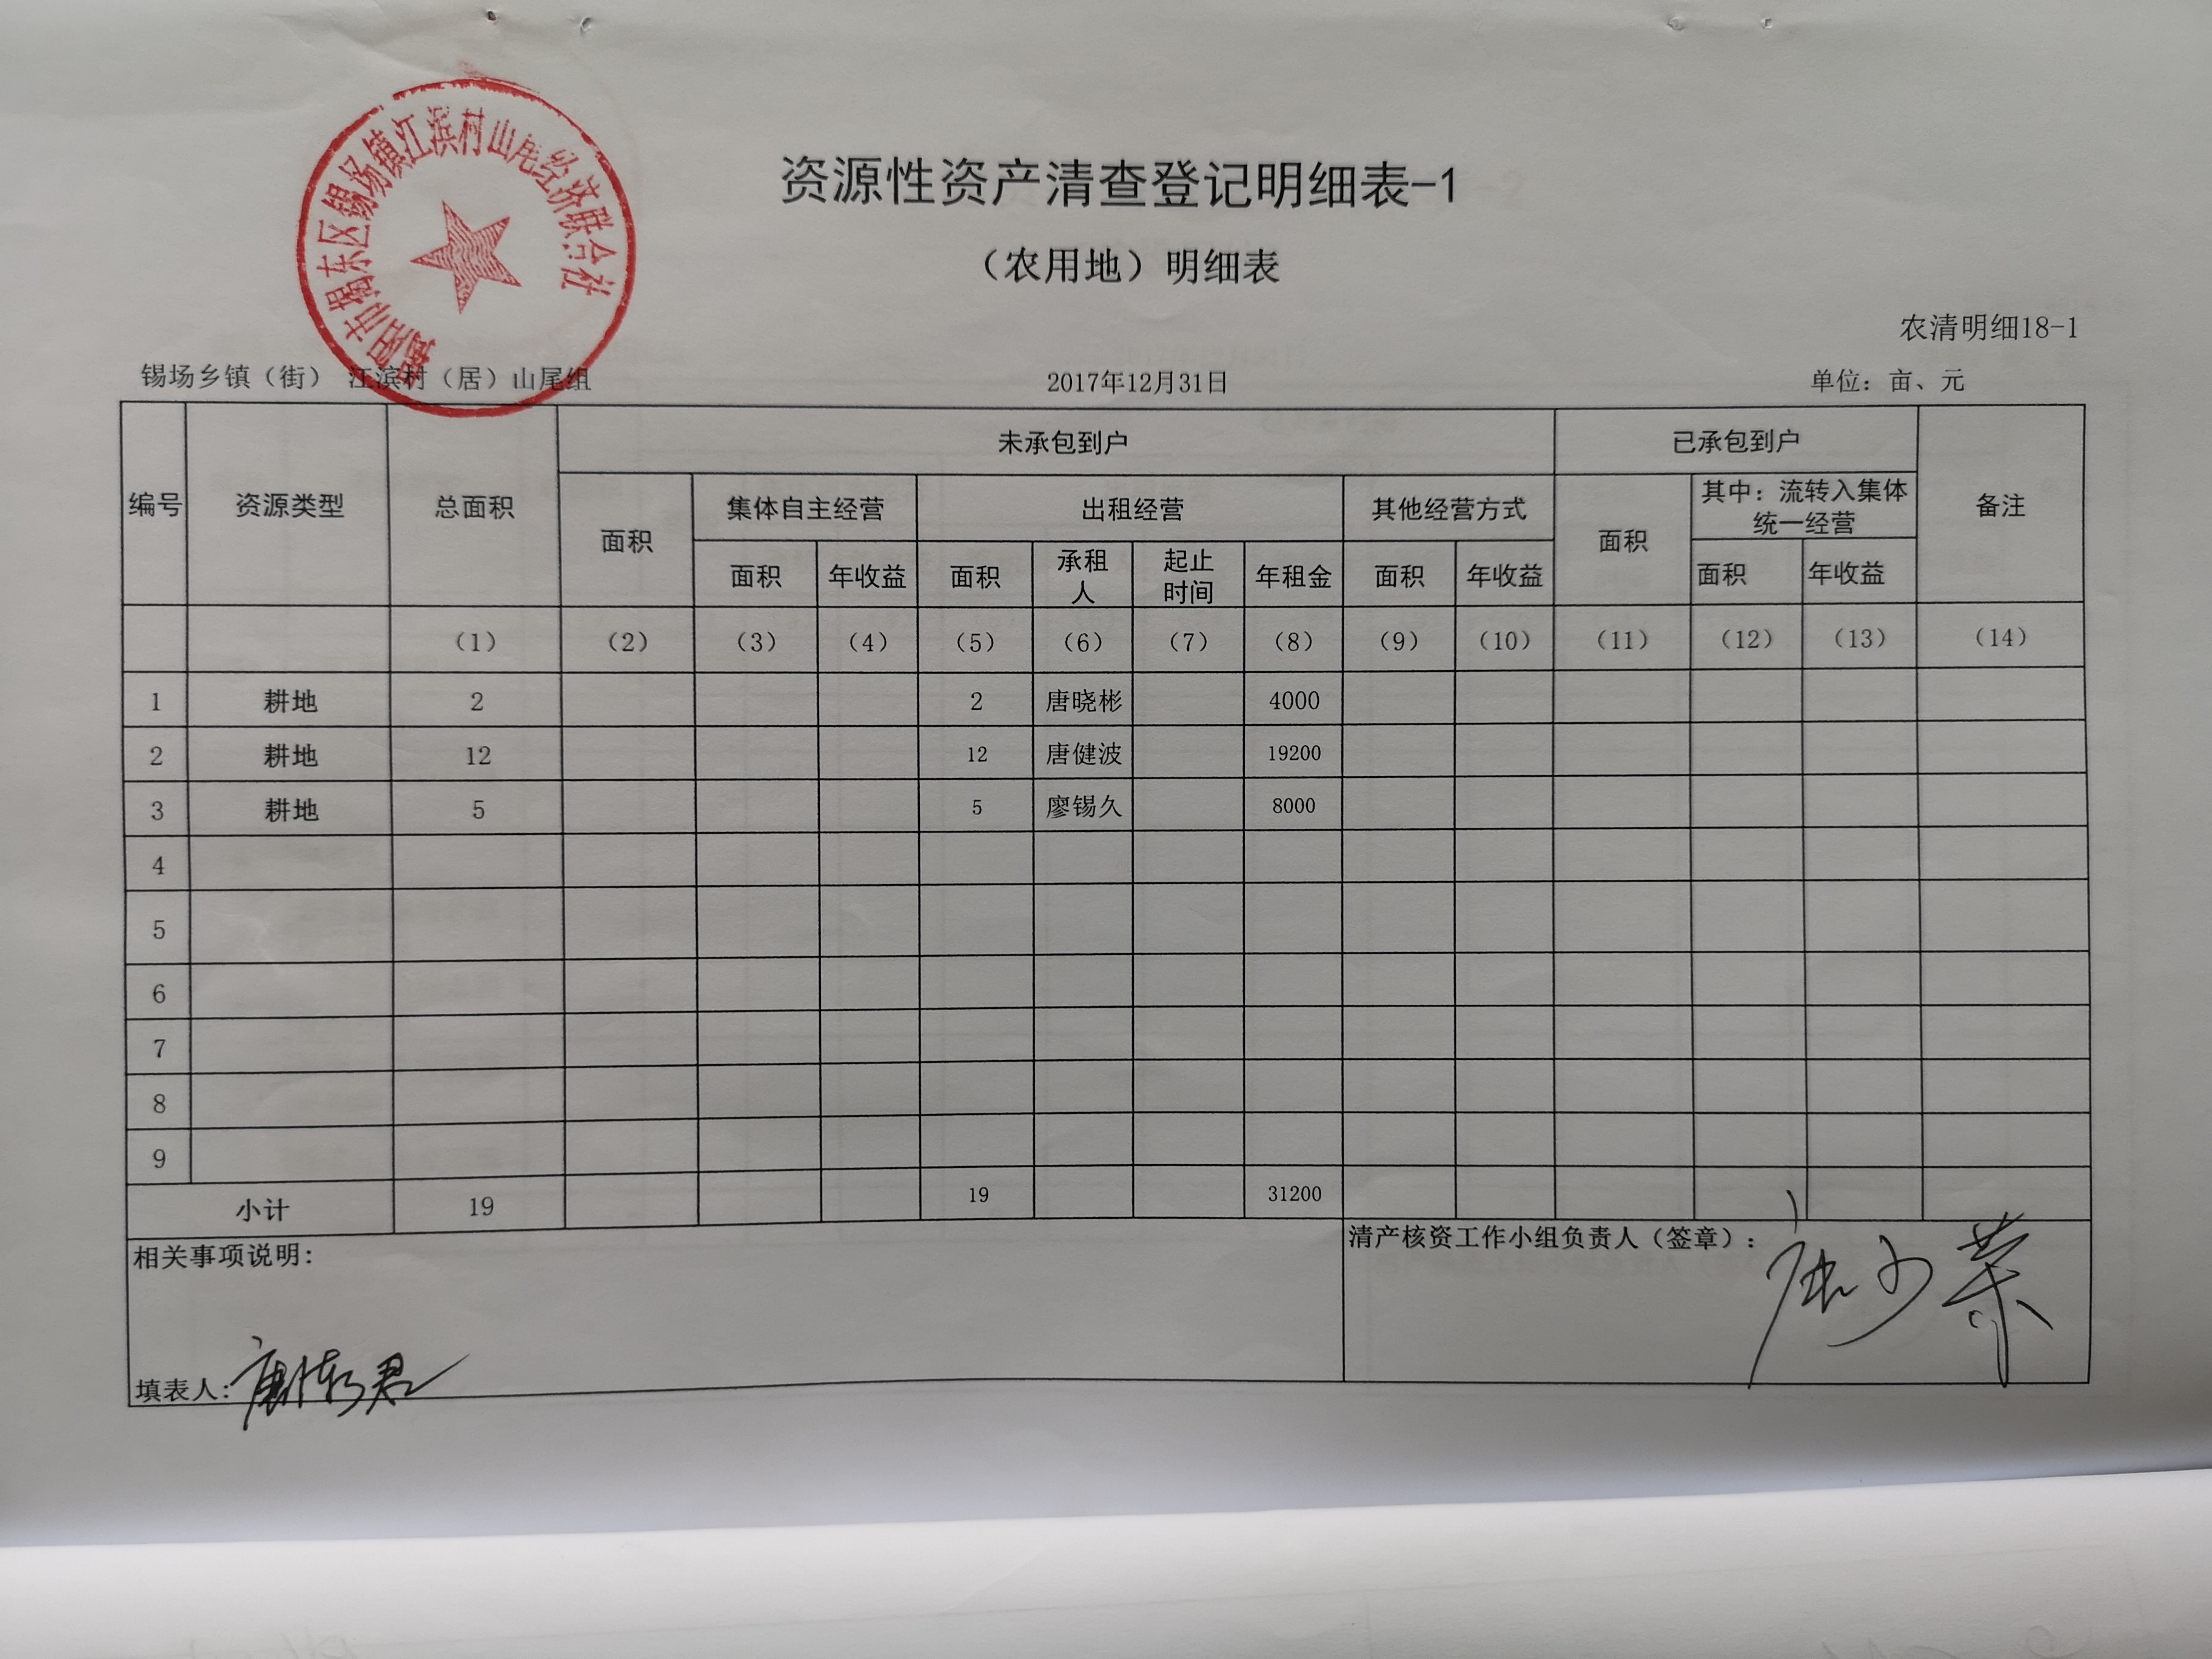 揭阳市揭东区锡场镇江滨村山尾经济联合社
资源性资产清查登记明细表-1
（农用地）明细表
农清明细18-1
锡场乡镇（街） 江滨村（居）山尾组 2017年12月31日 单位：亩、元
编号 资源类型 总面积 未承包到户 已承包到户 备注
面积 集体自主经营 出租经营 其他经营方式 面积 其中：流转入集体统一经营
面积 年收益 面积 承租人 起止时间 年租金 面积 年收益 面积 年收益
（1） （2） （3） （4） （5） （6） （7） （8） （9） （10） （11） （12） （13） （14）
1 耕地 2 2 唐晓彬 4000
2 耕地 12 12 唐健波 19200
3 耕地 5 5 廖锡久 8000
4
5
6
7
8
9
小计 19 19 31200
相关事项说明：
清产核资工作小组负责人（签章）：
填表人：